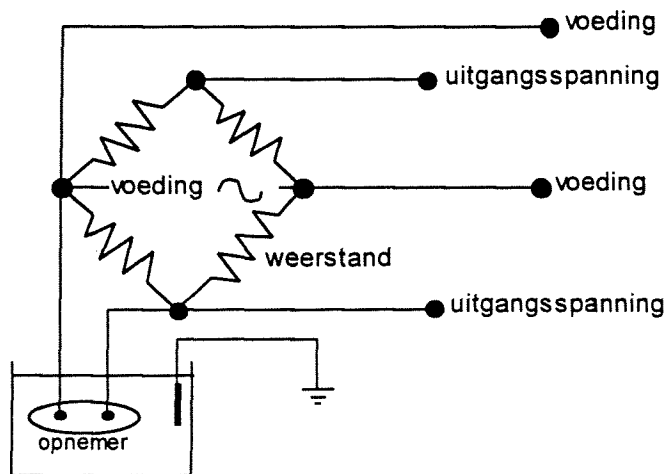 voeding
uitgangsspanning
voeding
voeding
weerstand
uitgangsspanning
opnemer